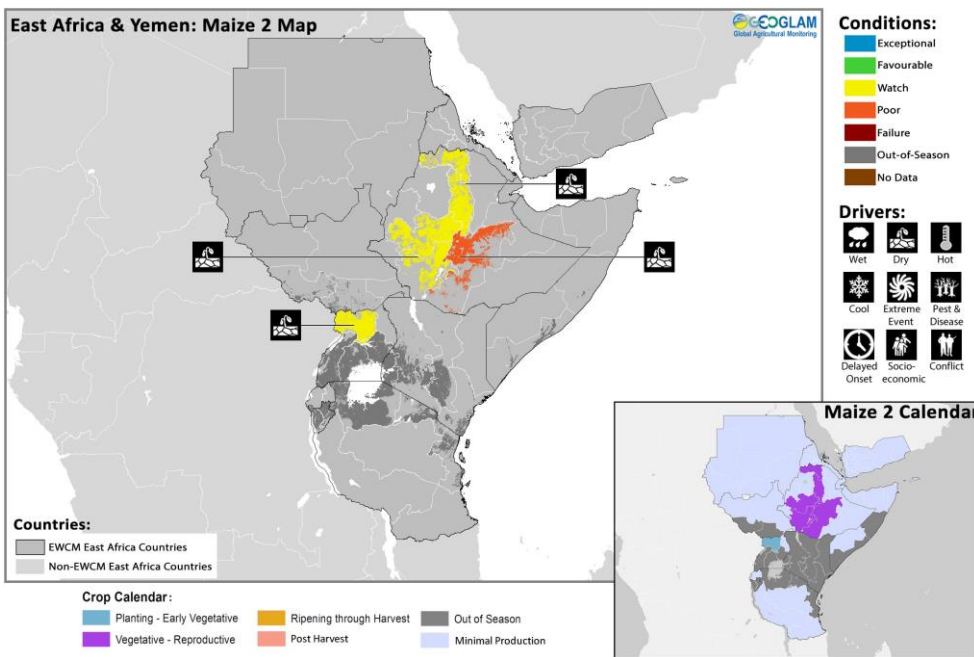 East Africa & Yemen: Maize 2 Map
GEOGLAM
Global Agricultural Monitoring
Conditions:
Exceptional
Favourable
Watch
Poor
Failure
Out-of-Season
No Data
Drivers:
Wet
Dry
Hot
Cool
Extreme
Event
Pest &
Disease
Delayed
Onset
Socio-
economic
Conflict
Maize 2 Calendar
Countries:
EWCM East Africa Countries
Non-EWCM East Africa Countries
Crop Calendar:
Planting - Early Vegetative
Vegetative - Reproductive
Ripening through Harvest
Post Harvest
Out of Season
Minimal Production